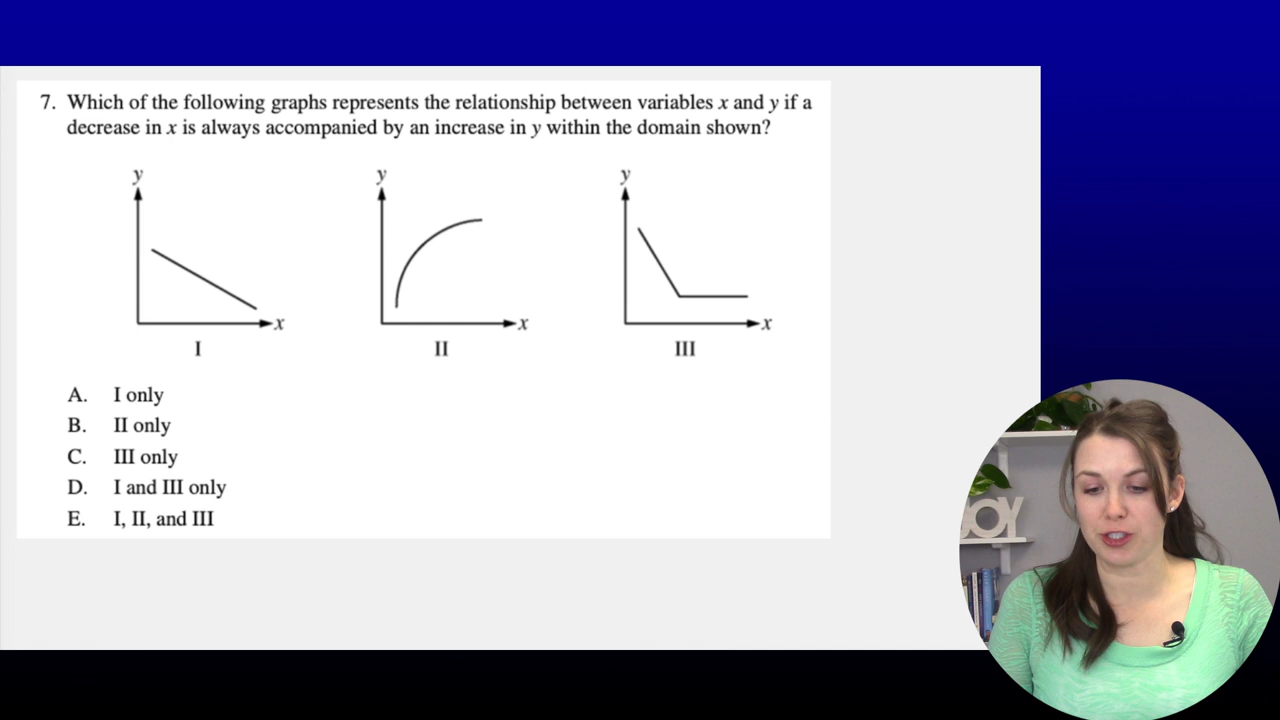 7. Which of the following graphs represents the relationship between variables x and y if a
decrease in x is always accompanied by an increase in y within the domain shown?
y
y
y
x
x
x
I
II
III
A. I only
B. II only
C. III only
D. I and III only
E. I, II, and III
JOY